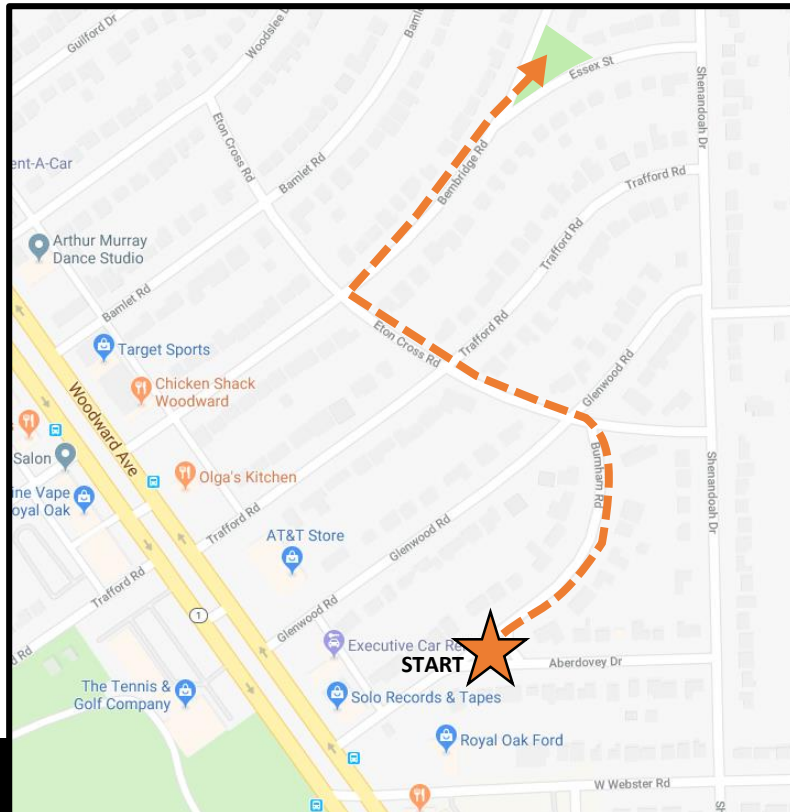 Guilford Dr
Woodslee D
Baml
Essex St
Shenandoah Dr
ent-A-Car
Eton Cross Rd
Bamlet Rd
Bembridge Rd
Trafford Rd
Arthur Murray
Dance Studio
Trafford Rd
Bamlet Rd
Eton Cross Rd
Trafford Rd
Target Sports
Glenwood Rd
Chicken Shack
Woodward
Woodward Ave
s
Salon
Burnham Rd
Shenandoah Dr
Olga's Kitchen
ine Vape
oyal Oak
AT&T Store
Trafford Rd
Glenwood Rd
Trafford Rd
1
Glenwood Rd
d Rd
Executive Car Re
START
Aberdovey Dr
The Tennis &
Golf Company
Solo Records & Tapes
Royal Oak Ford
W Webster Rd
Sh